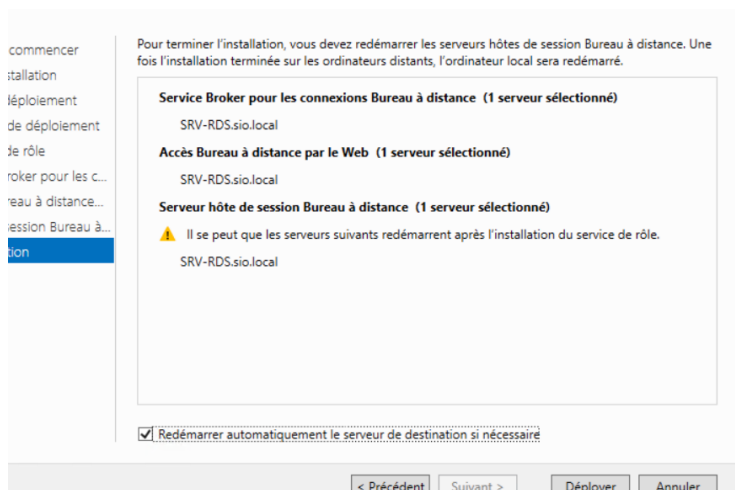 commencer
stallation
déploiement
de déploiement
de rôle
roker pour les c...
reau à distance...
session Bureau à...
tion
Pour terminer l'installation, vous devez redémarrer les serveurs hôtes de session Bureau à distance. Une
fois l'installation terminée sur les ordinateurs distants, l'ordinateur local sera redémarré.
Service Broker pour les connexions Bureau à distance (1 serveur sélectionné)
SRV-RDS.sio.local
Accès Bureau à distance par le Web (1 serveur sélectionné)
SRV-RDS.sio.local
Serveur hôte de session Bureau à distance (1 serveur sélectionné)
Il se peut que les serveurs suivants redémarrent après l'installation du service de rôle.
SRV-RDS.sio.local
Redémarrer automatiquement le serveur de destination si nécessaire
< Précédent Suivant > Déployer Annuler